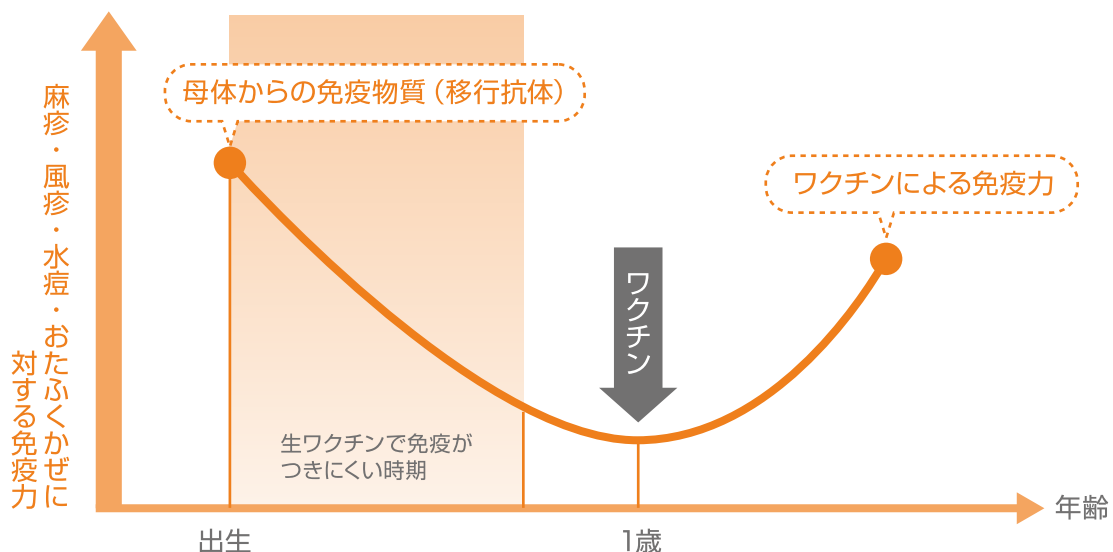 麻疹・風疹・水痘・おたふくかぜに
対する免疫力
母体からの免疫物質（移行抗体）
ワクチンによる免疫力
ワクチン
生ワクチンで免疫が
つきにくい時期
出生
1歳
年齢